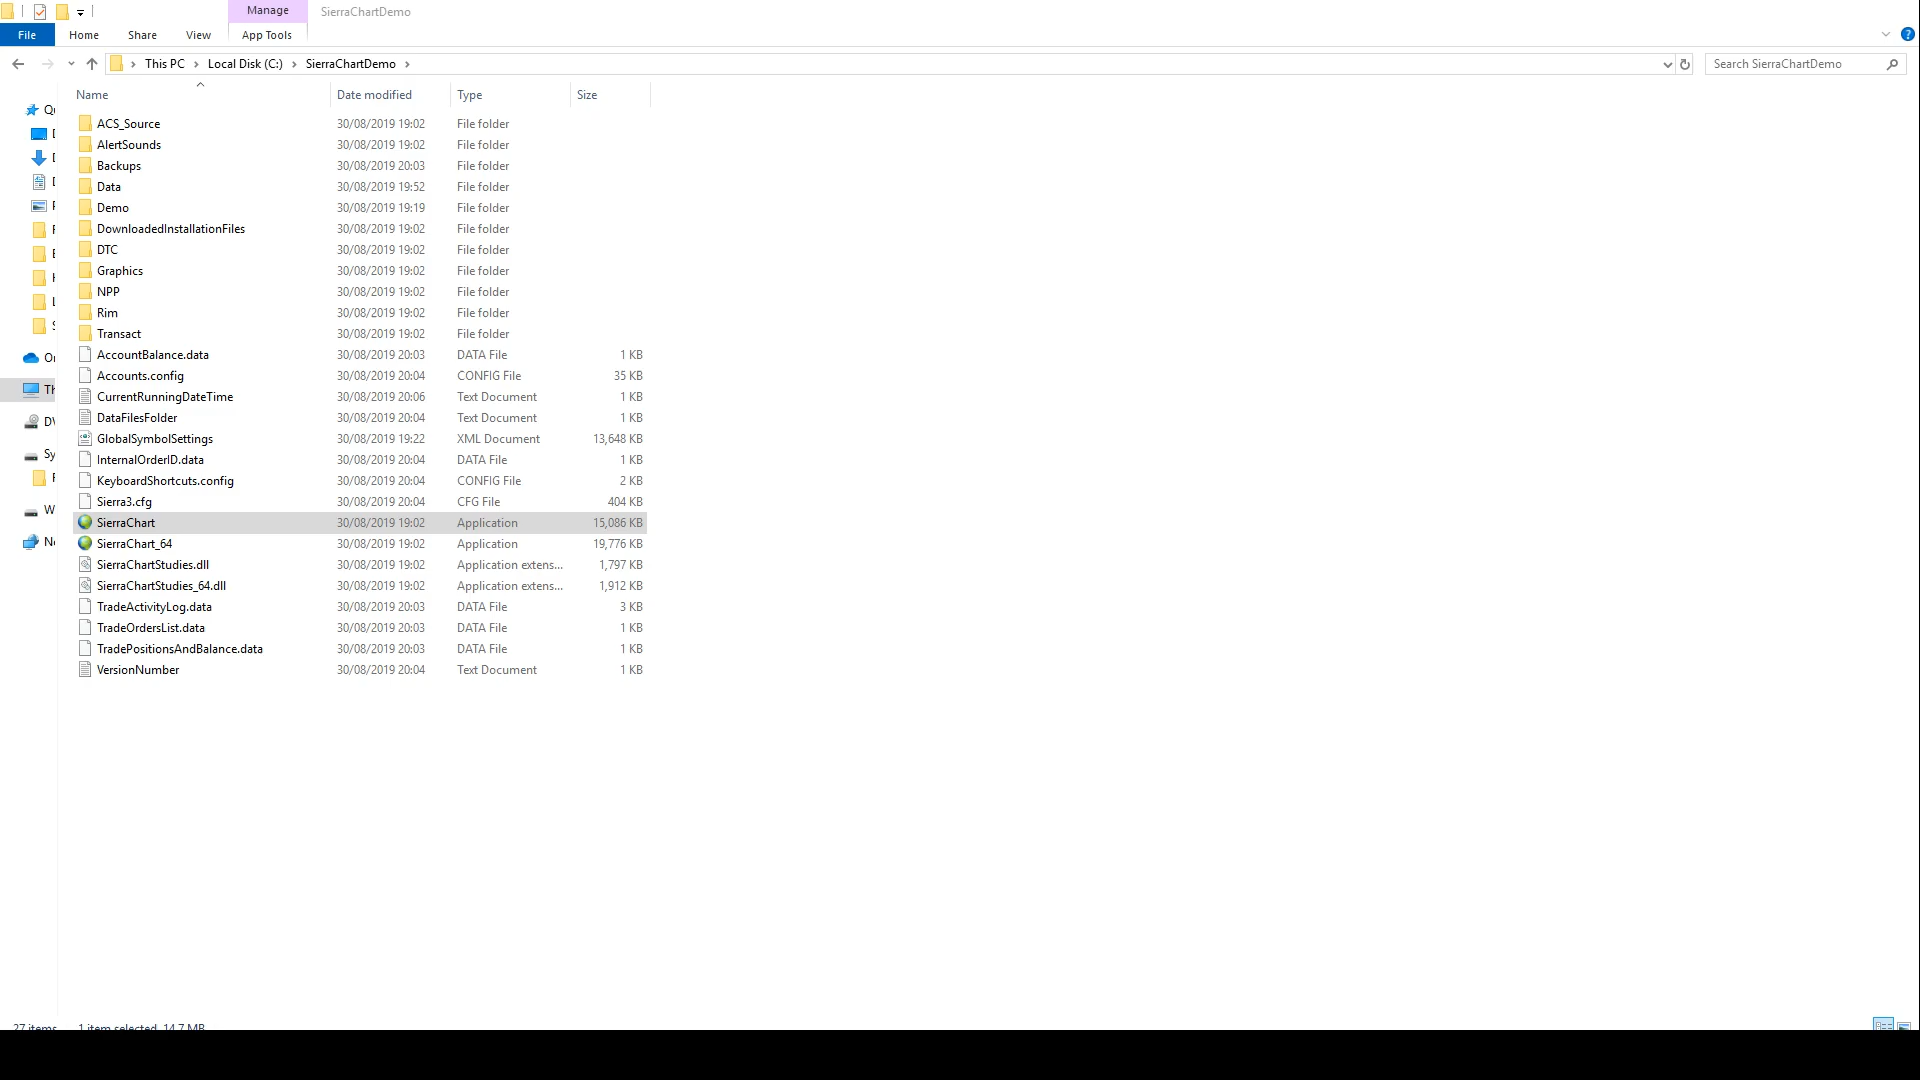 Manage SierraChartDemo
File Home Share View App Tools
This PC Local Disk (C:) SierraChartDemo Search SierraChartDemo
Name Date modified Type Size
ACS_Source 30/08/2019 19:02 File folder
AlertSounds 30/08/2019 19:02 File folder
Backups 30/08/2019 20:03 File folder
Data 30/08/2019 19:52 File folder
Demo 30/08/2019 19:19 File folder
DownloadedInstallationFiles 30/08/2019 19:02 File folder
DTC 30/08/2019 19:02 File folder
Graphics 30/08/2019 19:02 File folder
NPP 30/08/2019 19:02 File folder
Rim 30/08/2019 19:02 File folder
Transact 30/08/2019 19:02 File folder
AccountBalance.data 30/08/2019 20:03 DATA File 1 KB
Accounts.config 30/08/2019 20:04 CONFIG File 35 KB
CurrentRunningDateTime 30/08/2019 20:06 Text Document 1 KB
DataFilesFolder 30/08/2019 20:04 Text Document 1 KB
GlobalSymbolSettings 30/08/2019 19:22 XML Document 13,648 KB
InternalOrderID.data 30/08/2019 20:04 DATA File 1 KB
KeyboardShortcuts.config 30/08/2019 20:04 CONFIG File 2 KB
Sierra3.cfg 30/08/2019 20:04 CFG File 404 KB
SierraChart 30/08/2019 19:02 Application 15,086 KB
SierraChart_64 30/08/2019 19:02 Application 19,776 KB
SierraChartStudies.dll 30/08/2019 19:02 Application extens... 1,797 KB
SierraChartStudies_64.dll 30/08/2019 19:02 Application extens... 1,912 KB
TradeActivityLog.data 30/08/2019 20:03 DATA File 3 KB
TradeOrdersList.data 30/08/2019 20:03 DATA File 1 KB
TradePositionsAndBalance.data 30/08/2019 20:03 DATA File 1 KB
VersionNumber 30/08/2019 20:04 Text Document 1 KB
27 items 1 item selected 14.7 MB